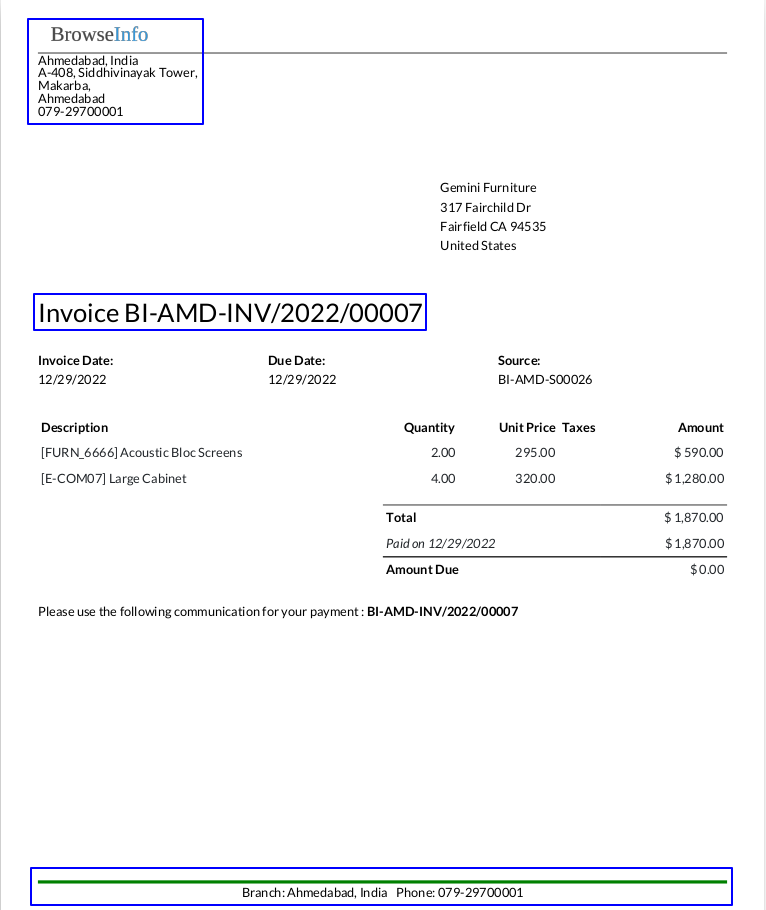 BrowseInfo
Ahmedabad, India
A-408, Siddhivinayak Tower,
Makarba,
Ahmedabad
079-29700001
Gemini Furniture
317 Fairchild Dr
Fairfield CA 94535
United States
Invoice BI-AMD-INV/2022/00007
Invoice Date: Due Date: Source:
12/29/2022 12/29/2022 BI-AMD-S00026
Description Quantity Unit Price Taxes Amount
[FURN_6666] Acoustic Bloc Screens 2.00 295.00 $ 590.00
[E-COM07] Large Cabinet 4.00 320.00 $ 1,280.00
Total $ 1,870.00
Paid on 12/29/2022 $ 1,870.00
Amount Due $ 0.00
Please use the following communication for your payment : BI-AMD-INV/2022/00007
Branch: Ahmedabad, India Phone: 079-29700001